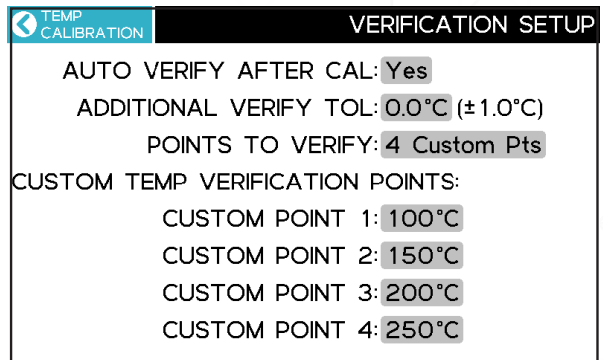 TEMP
CALIBRATION
VERIFICATION SETUP
AUTO VERIFY AFTER CAL: Yes
ADDITIONAL VERIFY TOL: 0.0°C (±1.0°C)
POINTS TO VERIFY: 4 Custom Pts
CUSTOM TEMP VERIFICATION POINTS:
CUSTOM POINT 1: 100°C
CUSTOM POINT 2: 150°C
CUSTOM POINT 3: 200°C
CUSTOM POINT 4: 250°C